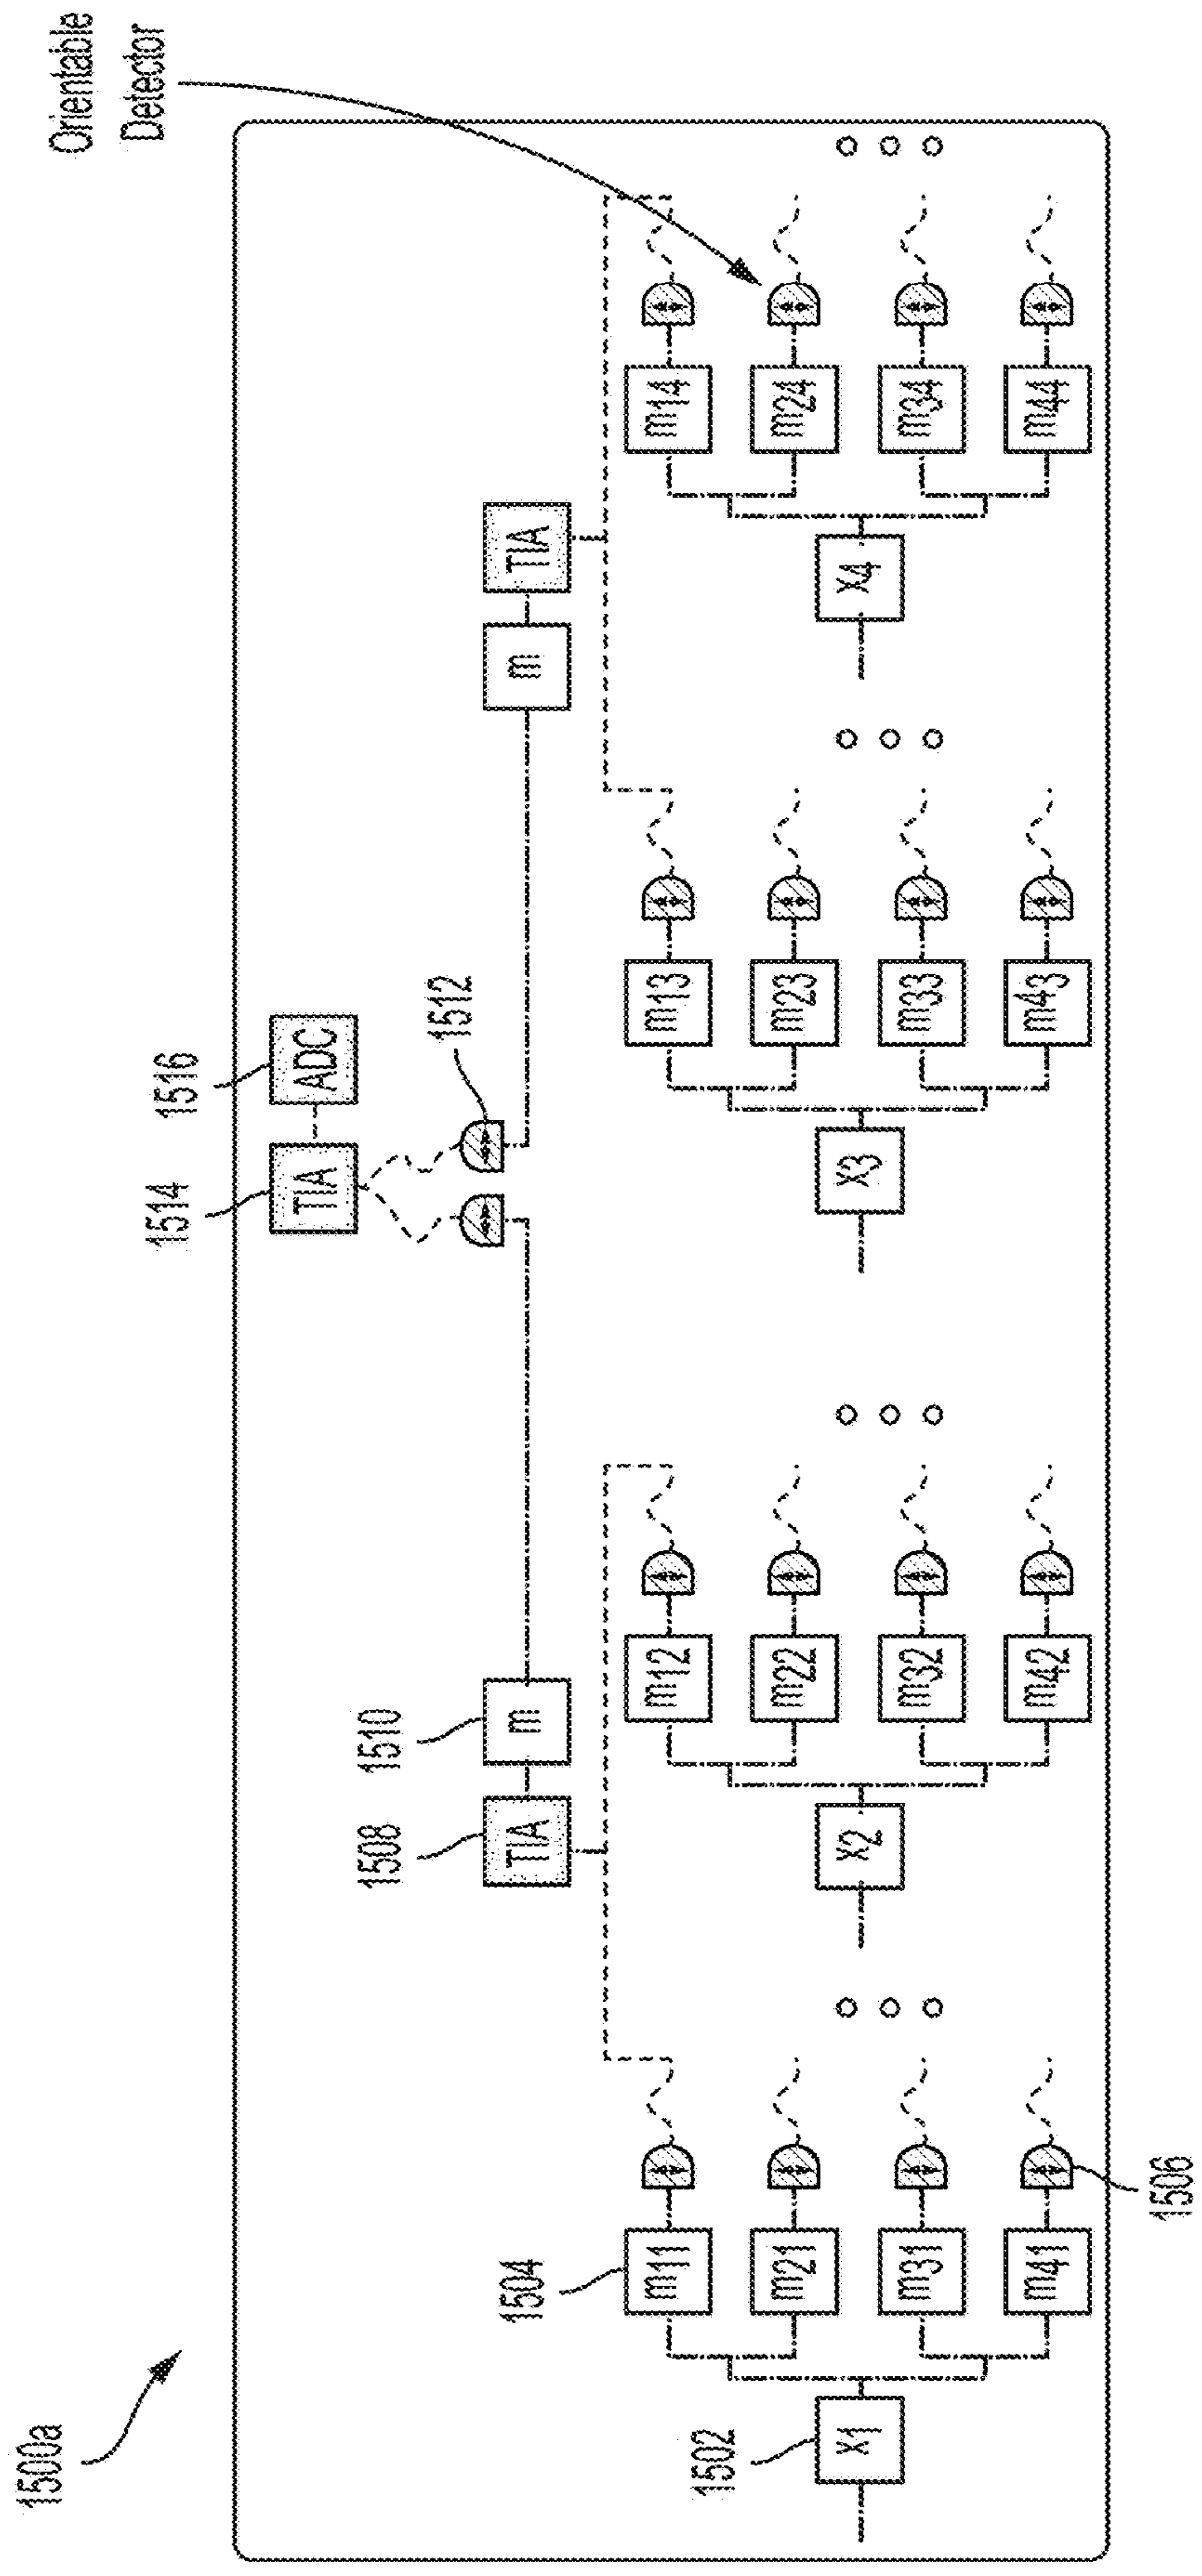 1500a
Orientable
Detector
1514
TIA
1516
ADC
1512
1508
TIA
1510
m
m
TIA
1504
m11
m21
m31
m41
1502
X1
1506
m12
m22
m32
m42
X2
m13
m23
m33
m43
X3
m14
m24
m34
m44
X4